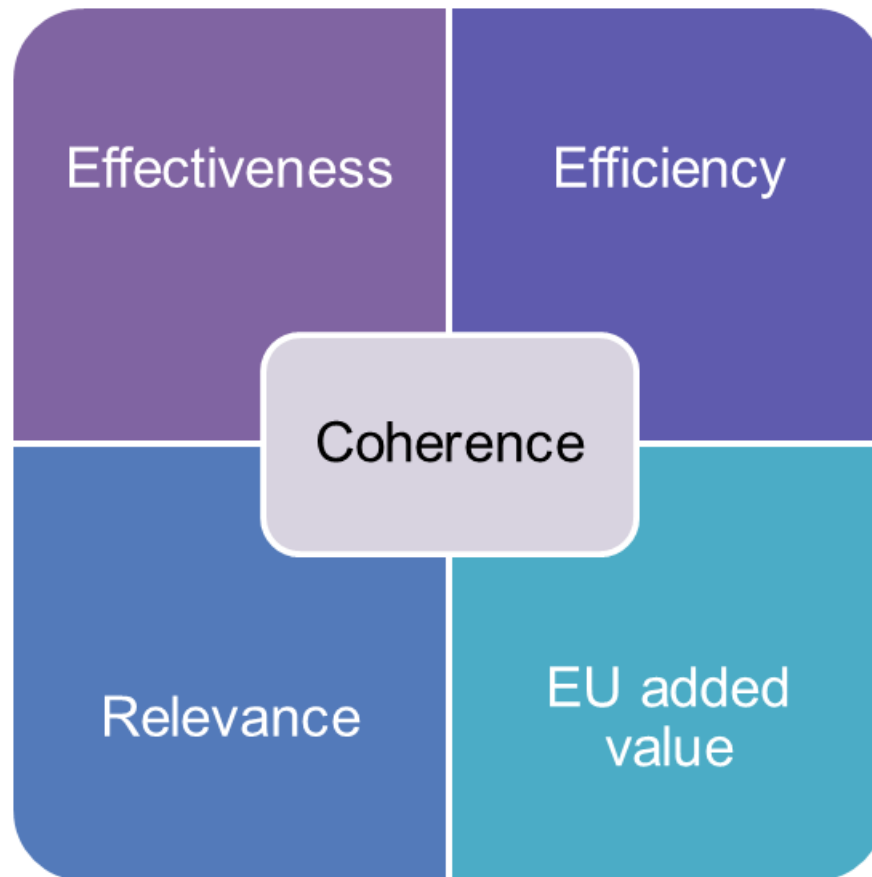 Effectiveness
Efficiency
Coherence
Relevance
EU added
value